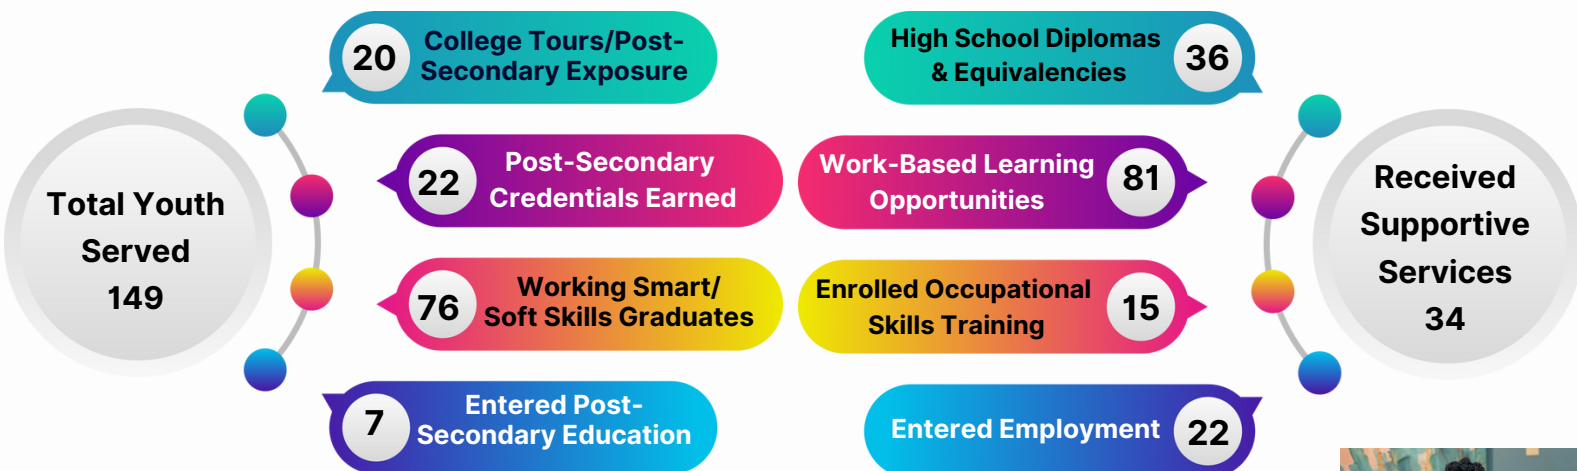 Total Youth
Served
149
20
College Tours/Post-
Secondary Exposure
22
Post-Secondary
Credentials Earned
76
Working Smart/
Soft Skills Graduates
7
Entered Post-
Secondary Education
High School Diplomas
& Equivalencies
36
Work-Based Learning
Opportunities
81
Enrolled Occupational
Skills Training
15
Entered Employment
22
Received
Supportive
Services
34